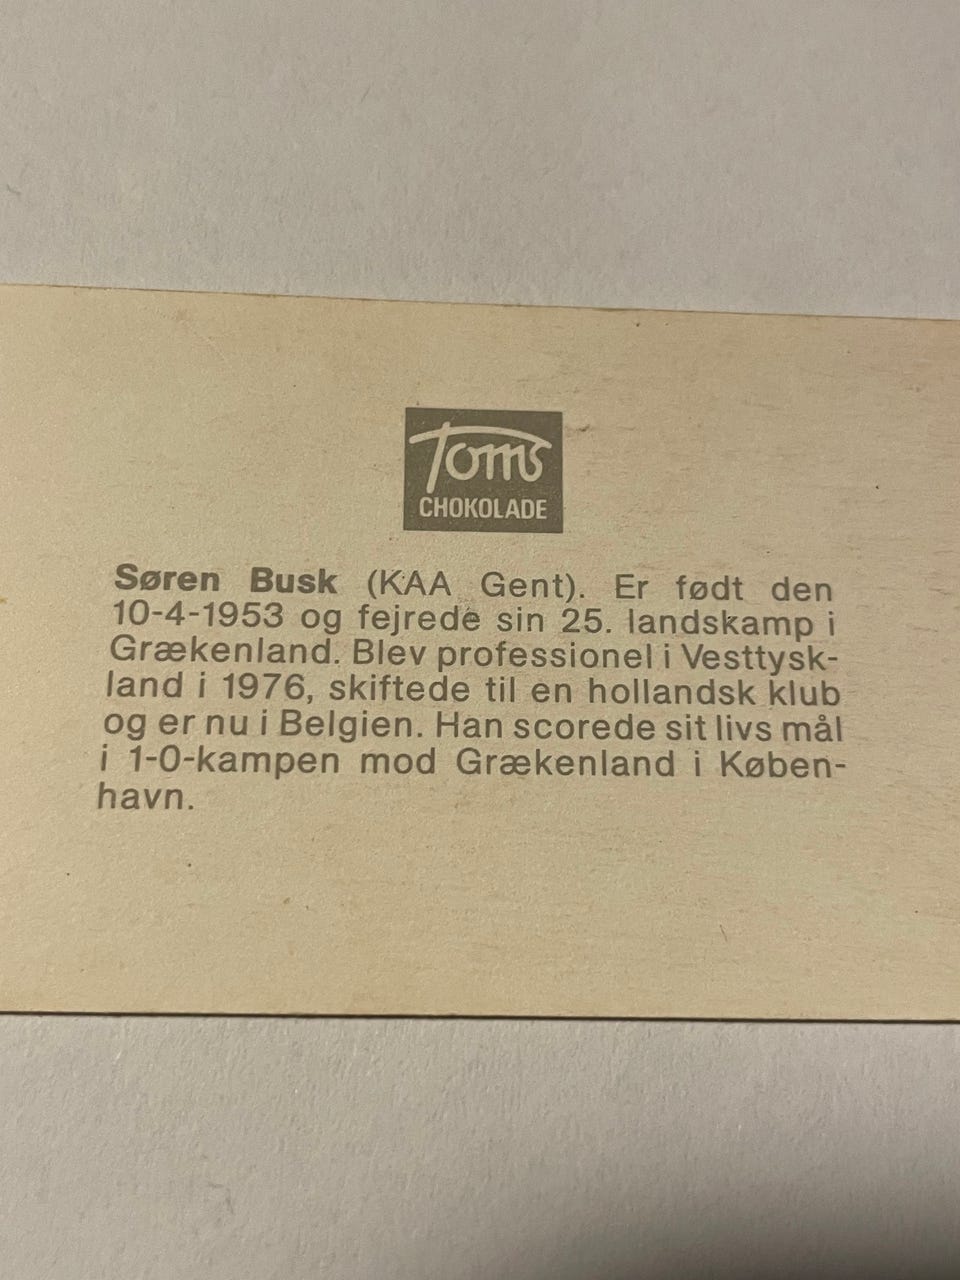 Toms
CHOKOLADE
Søren Busk (KAA Gent). Er født den
10-4-1953 og fejrede sin 25. landskamp i
Grækenland. Blev professionel i Vesttysk-
land i 1976, skiftede til en hollandsk klub
og er nu i Belgien. Han scorede sit livs mål
i 1-0-kampen mod Grækenland i Køben-
havn.